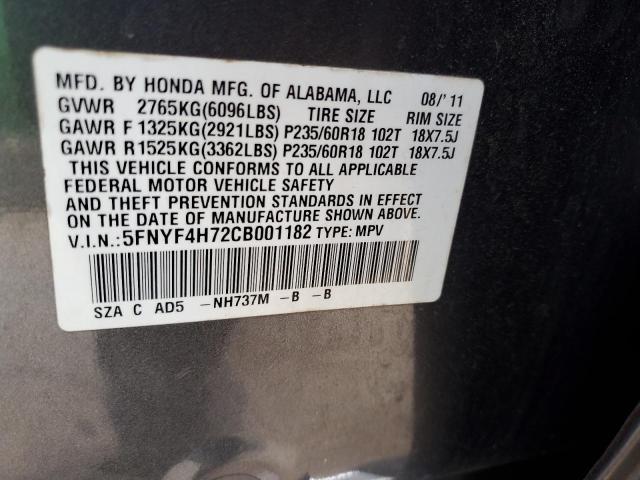 MFD. BY HONDA MFG. OF ALABAMA, LLC 08/'11
GVWR 2765KG(6096LBS) TIRE SIZE RIM SIZE
GAWR F 1325KG(2921LBS) P235/60R18 102T 18X7.5J
GAWR R 1525KG(3362LBS) P235/60R18 102T 18X7.5J
THIS VEHICLE CONFORMS TO ALL APPLICABLE
FEDERAL MOTOR VEHICLE SAFETY
AND THEFT PREVENTION STANDARDS IN EFFECT
ON THE DATE OF MANUFACTURE SHOWN ABOVE.
V.I.N.:5FNYF4H72CB001182 TYPE: MPV
SZA C AD5 -NH737M -B -B